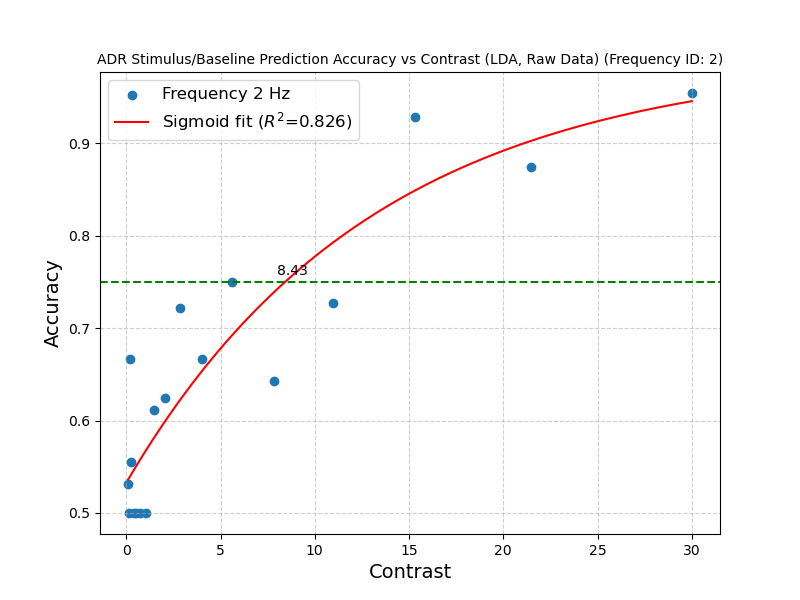 ADR Stimulus/Baseline Prediction Accuracy vs Contrast (LDA, Raw Data) (Frequency ID: 2)
Frequency 2 Hz
Sigmoid fit (R²=0.826)
8.43
0.9
0.8
0.7
0.6
0.5
Accuracy
0 5 10 15 20 25 30
Contrast